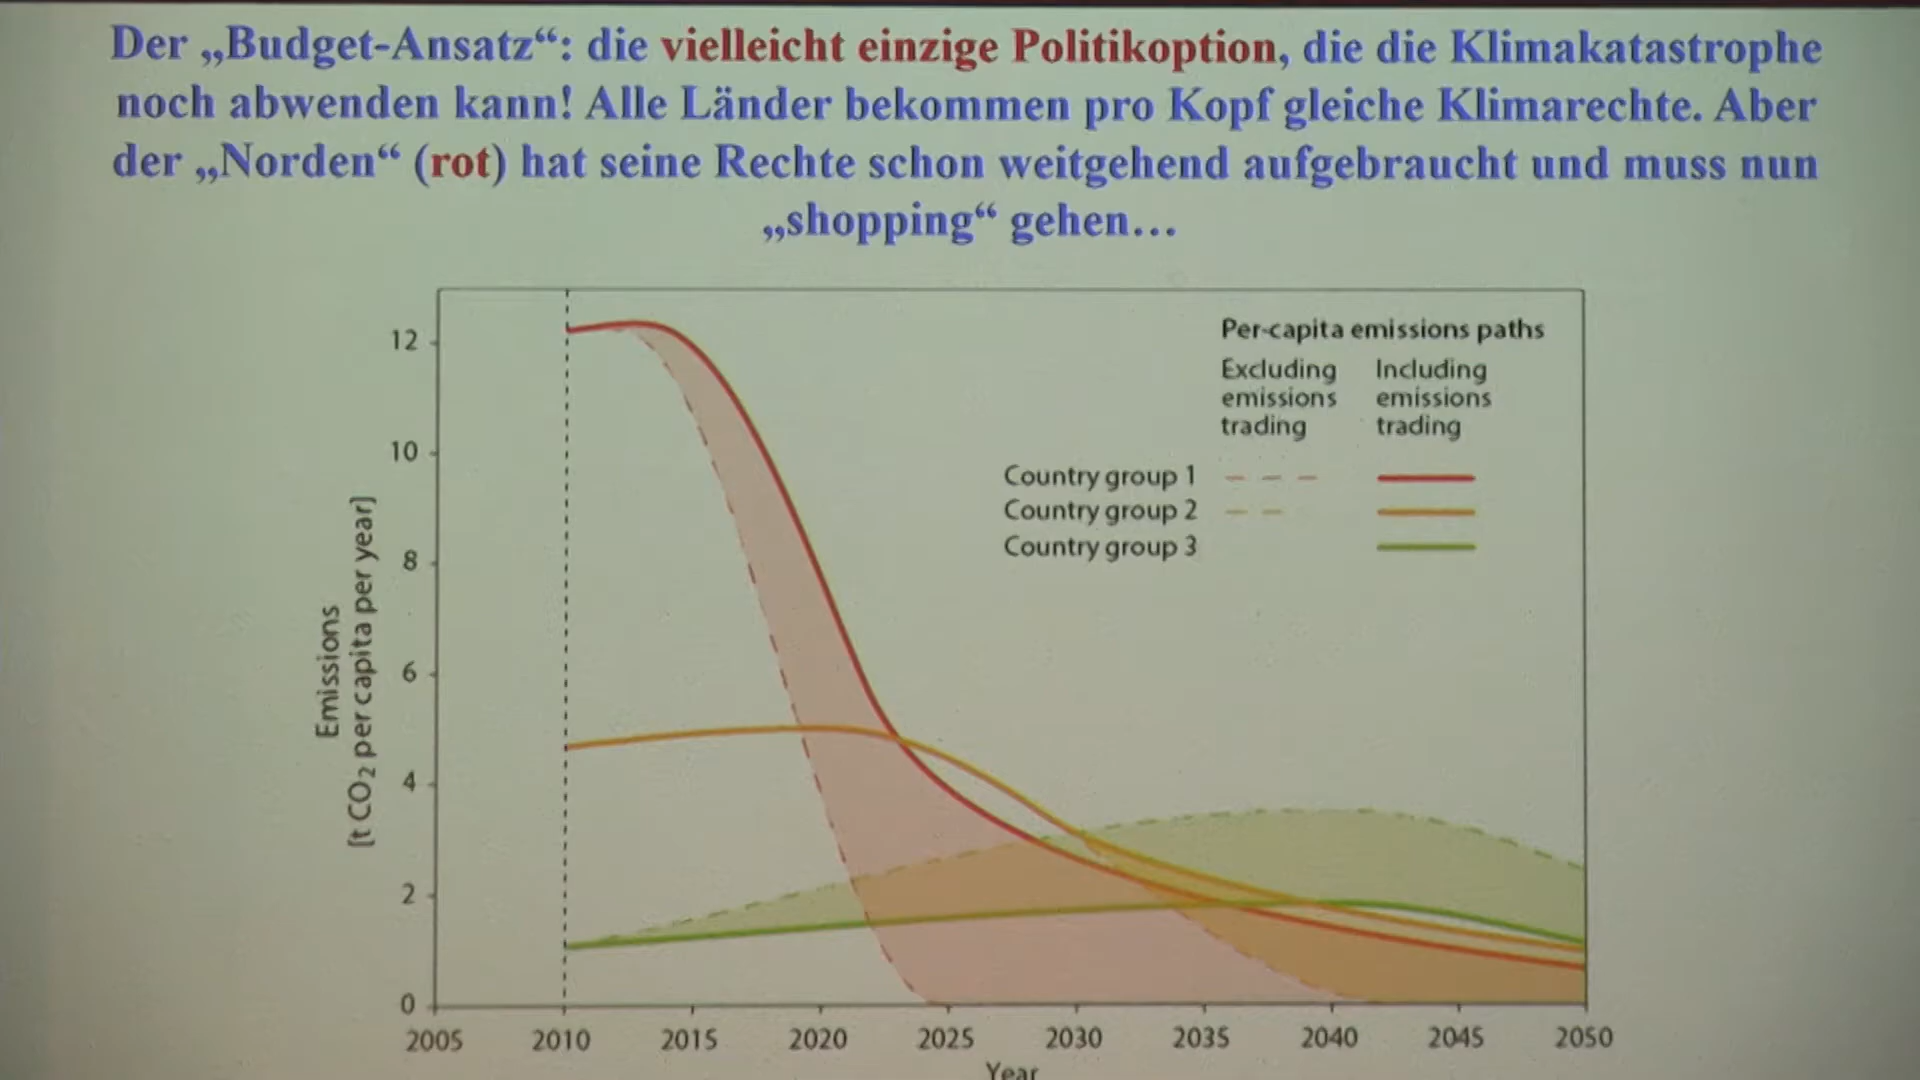 Der „Budget-Ansatz“: die vielleicht einzige Politikoption, die die Klimakatastrophe
noch abwenden kann! Alle Länder bekommen pro Kopf gleiche Klimarechte. Aber
der „Norden“ (rot) hat seine Rechte schon weitgehend aufgebraucht und muss nun
„shopping“ gehen…
Per-capita emissions paths
Excluding emissions trading
Including emissions trading
Country group 1
Country group 2
Country group 3
Emissions
[t CO₂ per capita per year]
12
10
8
6
4
2
0
2005 2010 2015 2020 2025 2030 2035 2040 2045 2050
Year